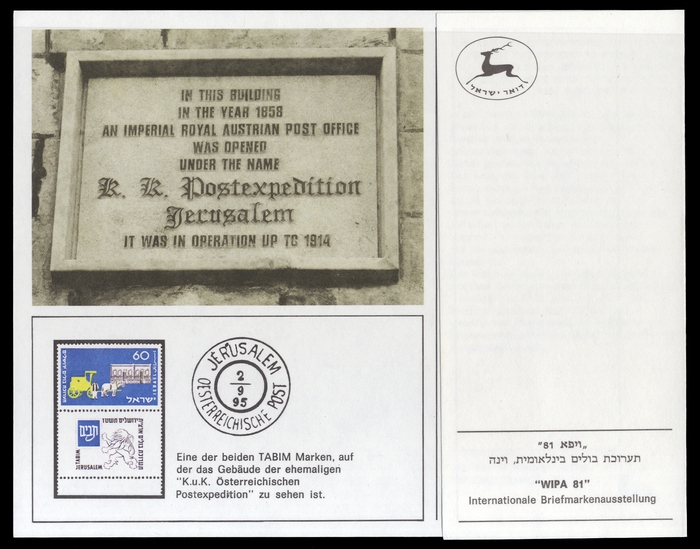 IN THIS BUILDING
IN THE YEAR 1858
AN IMPERIAL ROYAL AUSTRIAN POST OFFICE
WAS OPENED
UNDER THE NAME
K. K. Postexpedition
Jerusalem
IT WAS IN OPERATION UP TO 1914
60
ישראל
תבים
TABIM
JERUSALEM
JERUSALEM
2
9
95
OESTERREICHISCHE POST
Eine der beiden TABIM Marken, auf
der das Gebäude der ehemaligen
"K.u.K. Österreichischen
Postexpedition" zu sehen ist.
דואר ישראל
„ויפא 81"
תערוכת בולים בינלאומית, וינה
"WIPA 81"
Internationale Briefmarkenausstellung